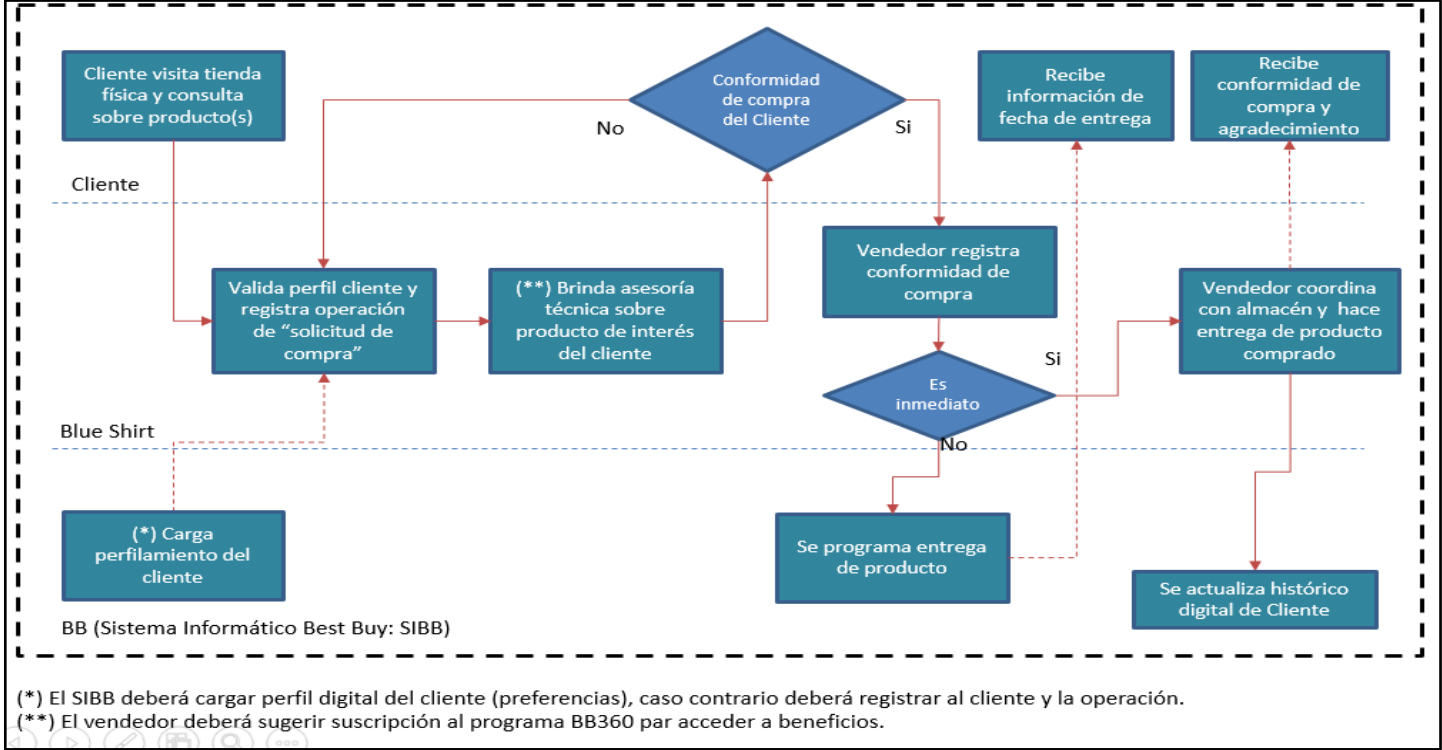 Cliente visita tienda
física y consulta
sobre producto(s)
Conformidad
de compra
del Cliente
No
Si
Recibe
información de
fecha de entrega
Recibe
conformidad de
compra y
agradecimiento
Cliente
Valida perfil cliente y
registra operación
de “solicitud de
compra”
(**) Brinda asesoría
técnica sobre
producto de interés
del cliente
Vendedor registra
conformidad de
compra
Es
inmediato
Si
No
Vendedor coordina
con almacén y hace
entrega de producto
comprado
Blue Shirt
(*) Carga
perfilamiento del
cliente
Se programa entrega
de producto
Se actualiza histórico
digital de Cliente
BB (Sistema Informático Best Buy: SIBB)
(*) El SIBB deberá cargar perfil digital del cliente (preferencias), caso contrario deberá registrar al cliente y la operación.
(**) El vendedor deberá sugerir suscripción al programa BB360 par acceder a beneficios.